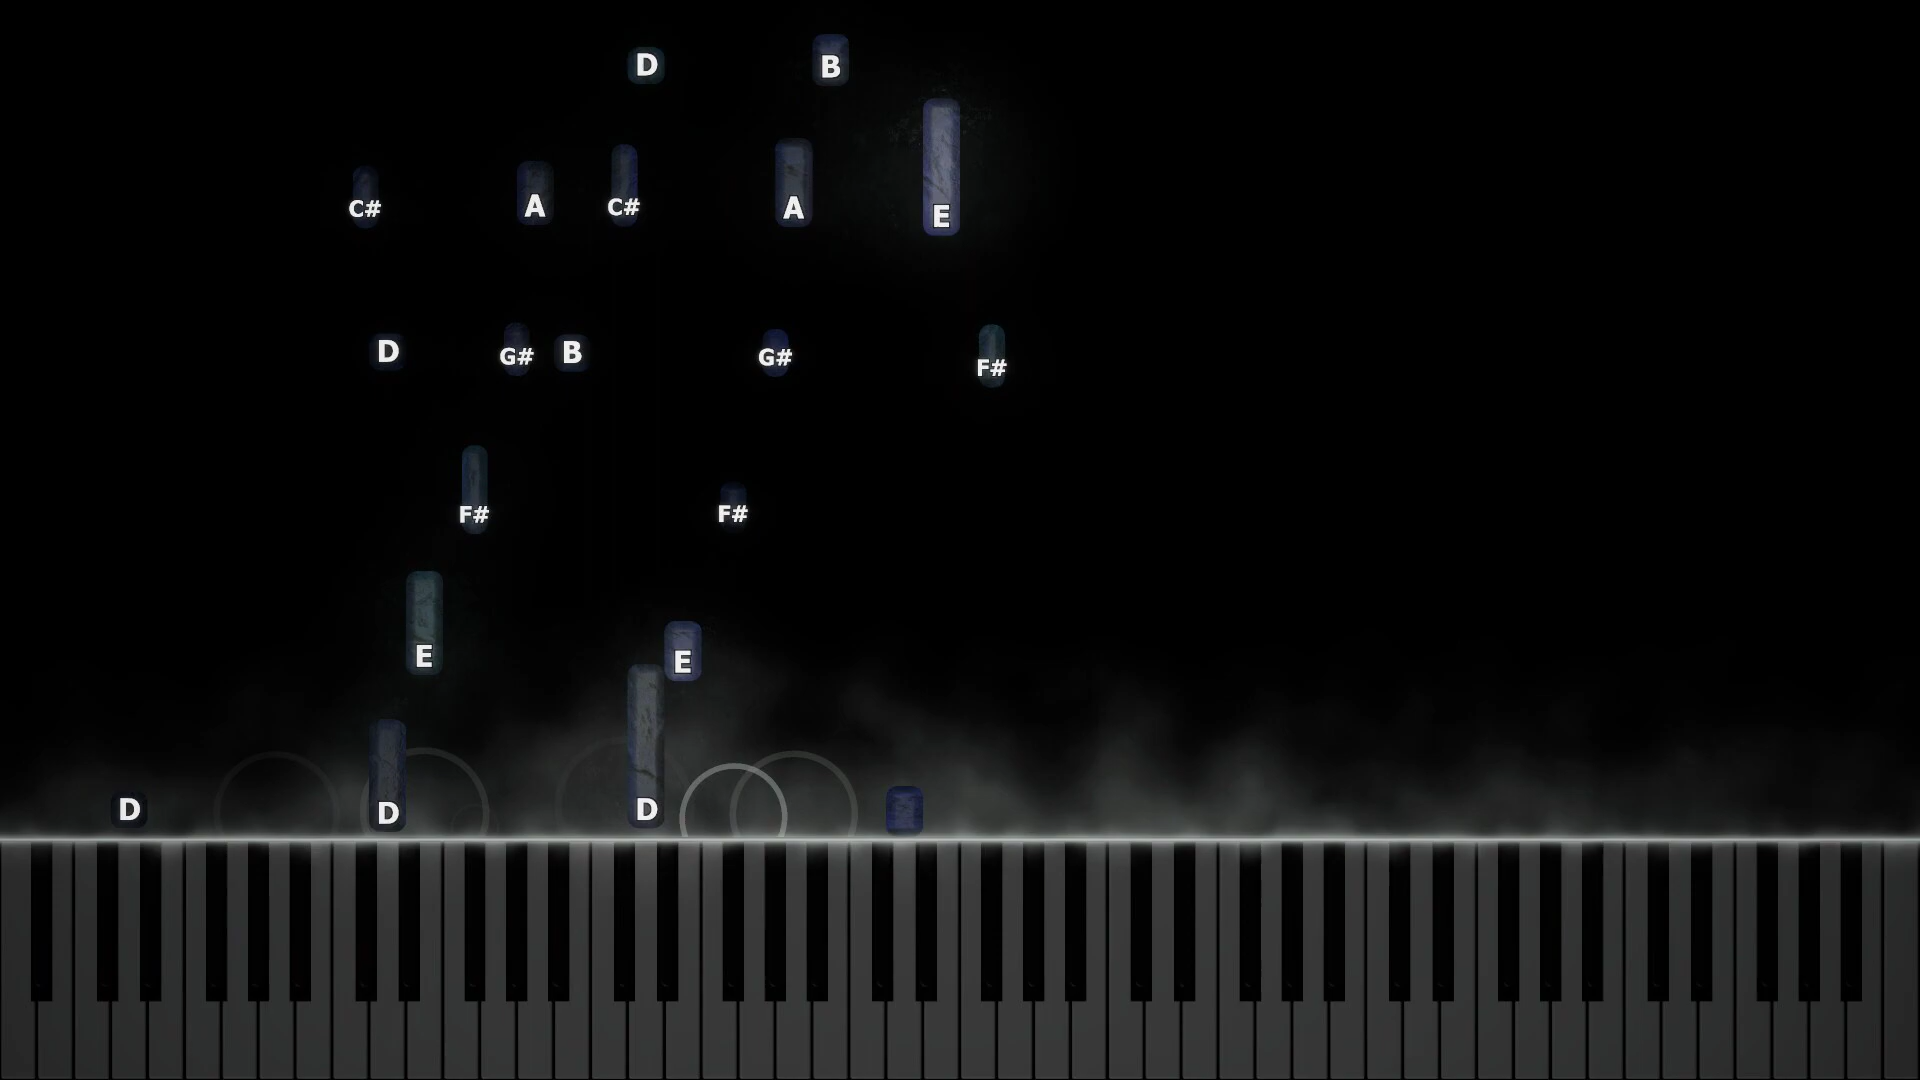 D B
C# A C# A E
D G# B G# F#
F# F#
E E
D D D